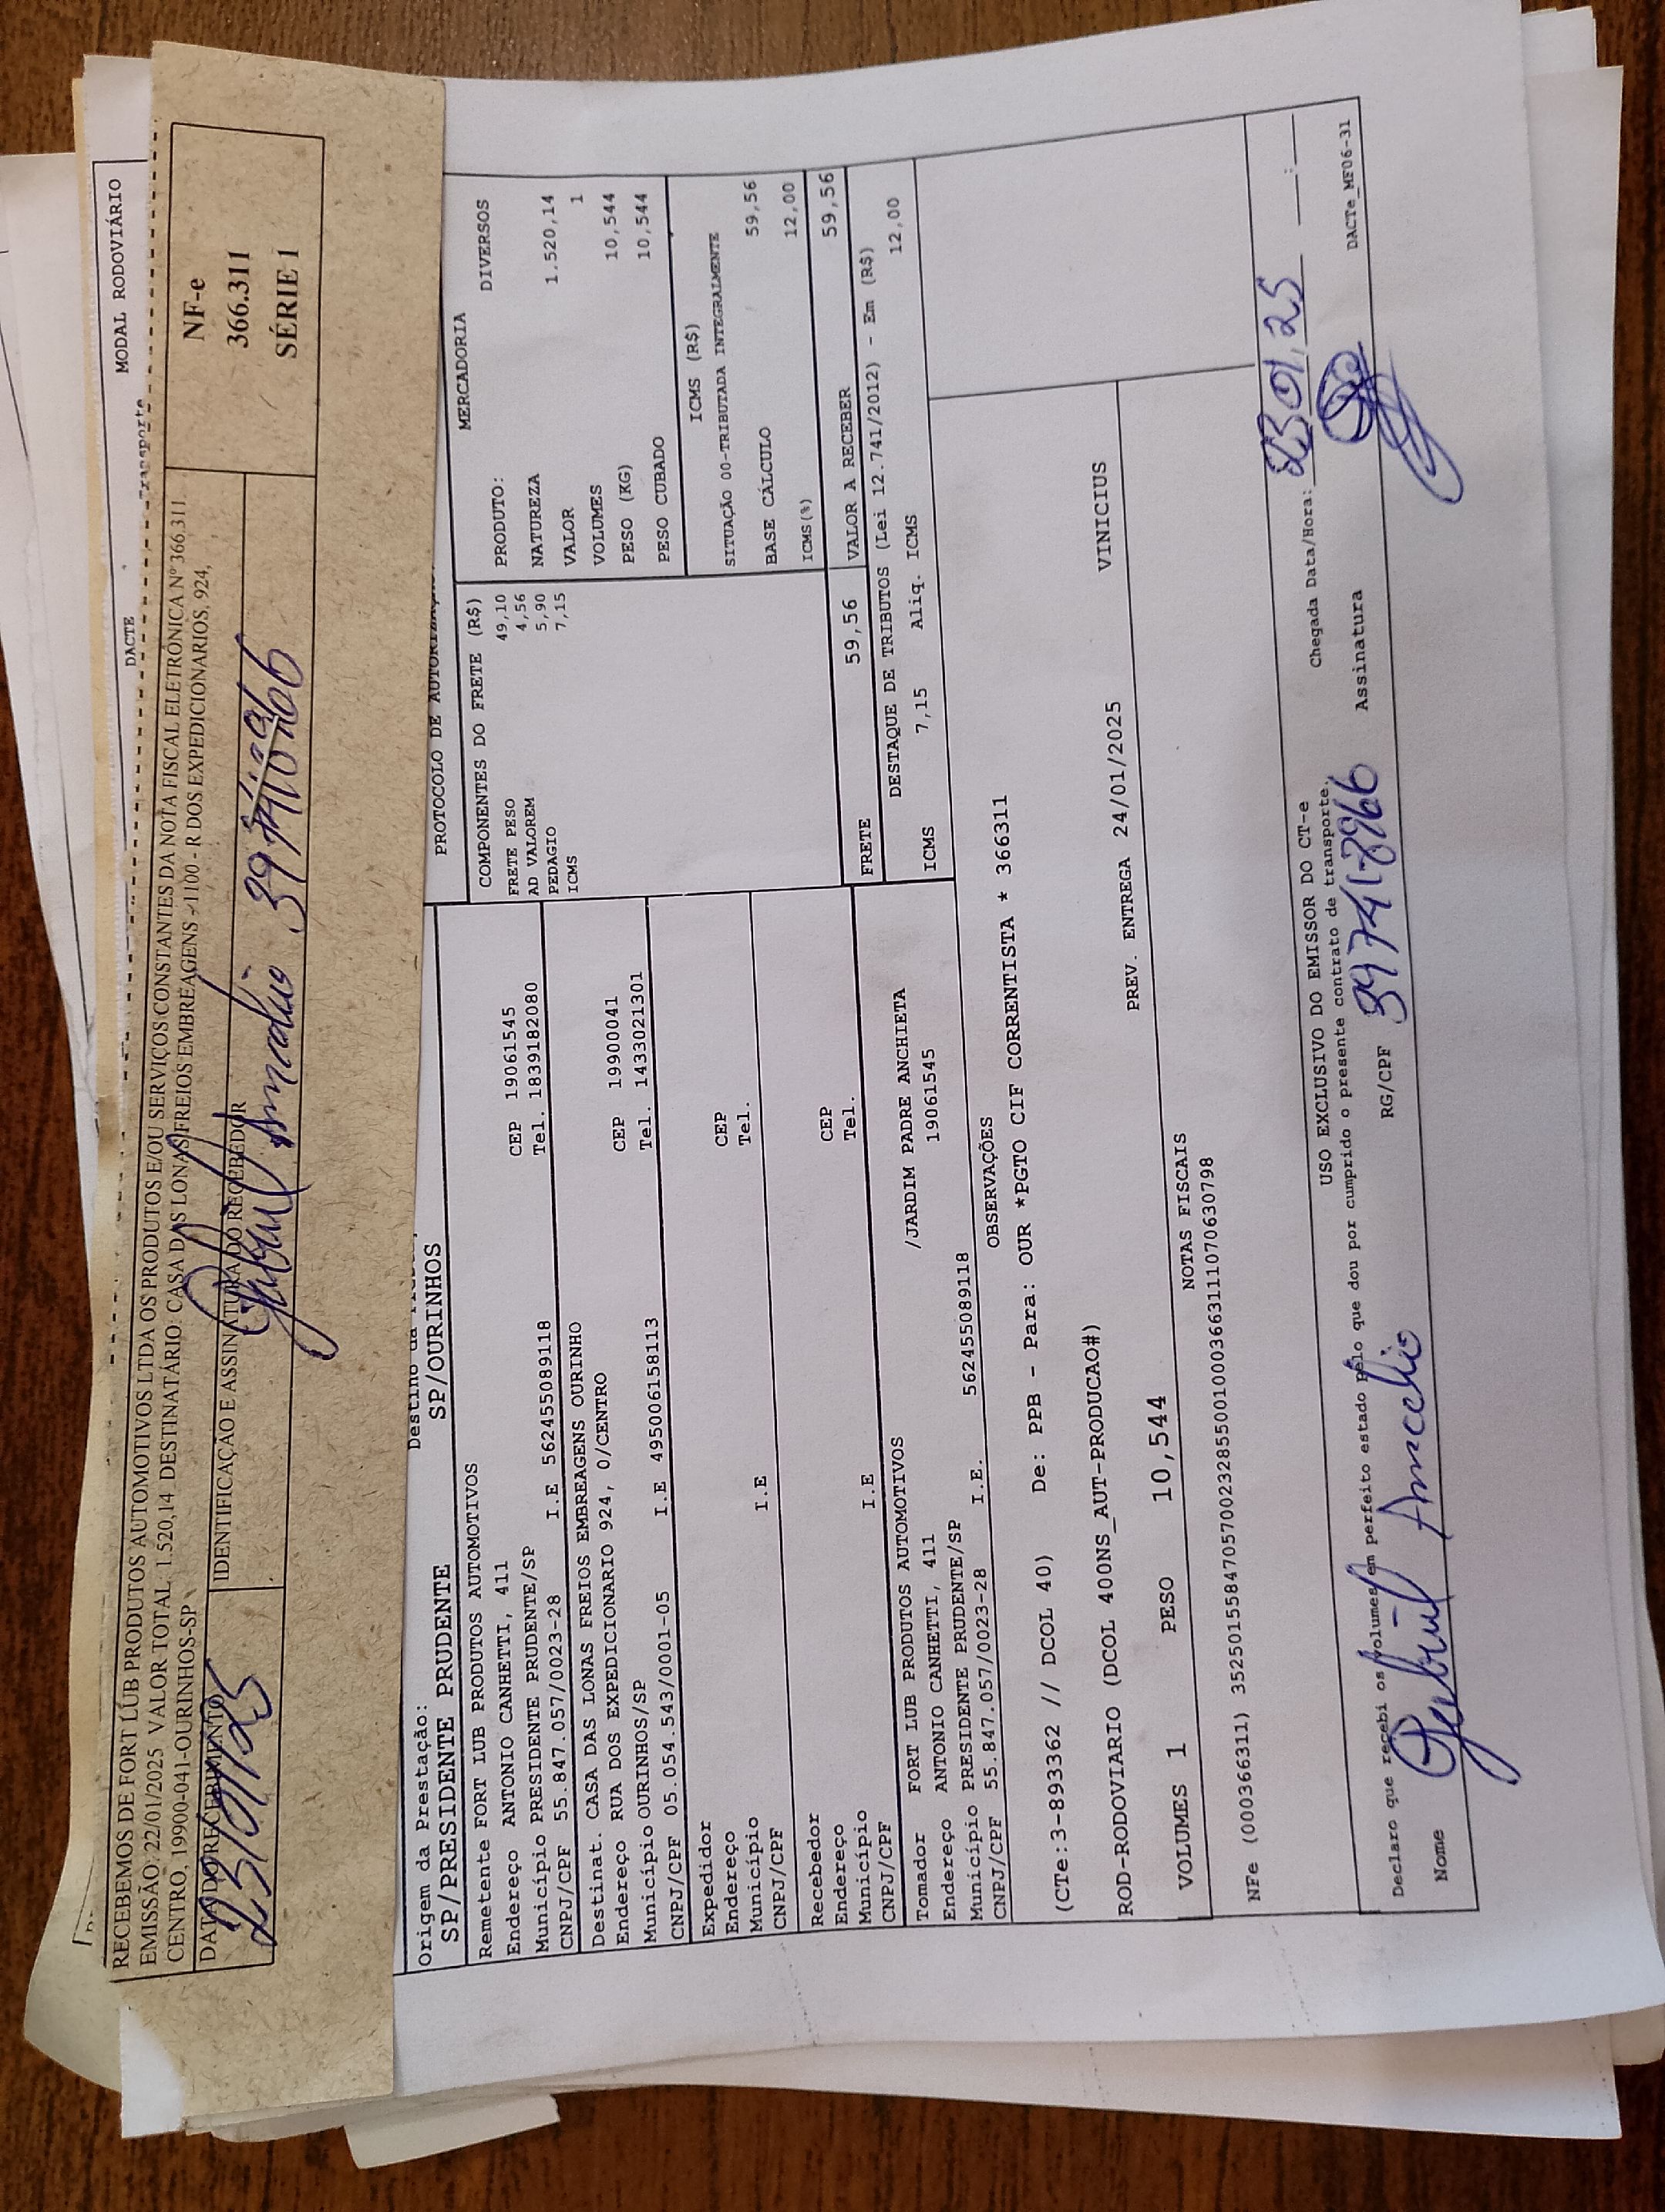 MODAL RODOVIÁRIO
DACTE
Transporte
RECEBEMOS DE FORT LUB PRODUTOS AUTOMOTIVOS LTDA OS PRODUTOS E/OU SERVIÇOS CONSTANTES DA NOTA FISCAL ELETRÔNICA Nº 366.311
EMISSÃO: 22/01/2025 VALOR TOTAL: 1.520,14 DESTINATÁRIO: CASA DAS LONAS FREIOS EMBREAGENS - 1100 - R DOS EXPEDICIONARIOS, 924,
CENTRO, 19900-041-OURINHOS-SP
DATA DO RECEBIMENTO
IDENTIFICAÇÃO E ASSINATURA DO RECEBEDOR
23/01/25
NF-e
366.311
SÉRIE 1
PROTOCOLO DE
Origem da Prestação:
Destino da
SP/PRESIDENTE PRUDENTE SP/OURINHOS
Remetente FORT LUB PRODUTOS AUTOMOTIVOS
Endereço ANTONIO CANHETTI, 411 CEP 19061545
Município PRESIDENTE PRUDENTE/SP Tel. 1839182080
CNPJ/CPF 55.847.057/0023-28 I.E 562455089118
Destinat. CASA DAS LONAS FREIOS EMBREAGENS OURINHO
Endereço RUA DOS EXPEDICIONARIO 924, 0/CENTRO CEP 19900041
Município OURINHOS/SP Tel. 1433021301
CNPJ/CPF 05.054.543/0001-05 I.E 495006158113
Expedidor
Endereço CEP
Município Tel.
CNPJ/CPF I.E
Recebedor
Endereço CEP
Município Tel.
CNPJ/CPF I.E
Tomador FORT LUB PRODUTOS AUTOMOTIVOS
Endereço ANTONIO CANHETTI, 411 /JARDIM PADRE ANCHIETA
Município PRESIDENTE PRUDENTE/SP 19061545
CNPJ/CPF 55.847.057/0023-28 I.E. 562455089118
COMPONENTES DO FRETE (R$)
FRETE PESO 49,10
AD VALOREM 4,56
PEDAGIO 5,90
ICMS 7,15
MERCADORIA
PRODUTO: DIVERSOS
NATUREZA
VALOR 1.520,14
VOLUMES 1
PESO (KG) 10,544
PESO CUBADO 10,544
ICMS (R$)
SITUAÇÃO 00-TRIBUTADA INTEGRALMENTE
BASE CÁLCULO 59,56
ICMS(%) 12,00
FRETE 59,56 VALOR A RECEBER 59,56
DESTAQUE DE TRIBUTOS (Lei 12.741/2012) - Em (R$)
ICMS 7,15 Aliq. ICMS 12,00
OBSERVAÇÕES
(CTe:3-893362 // DCOL 40) De: PPB - Para: OUR *PGTO CIF CORRENTISTA * 366311
ROD-RODOVIARIO (DCOL 400NS_AUT-PRODUCAO#)
VOLUMES 1 PESO 10,544 PREV. ENTREGA 24/01/2025 VINICIUS
NOTAS FISCAIS
NFe (000366311) 35250155847057002328550010003663111070630798
USO EXCLUSIVO DO EMISSOR DO CT-e
Chegada Data/Hora: 23 01, 25 :
Declaro que recebi os volumes em perfeito estado pelo que dou por cumprido o presente contrato de transporte.
Nome Gabriel RG/CPF Assinatura
DACTe_MF06-31